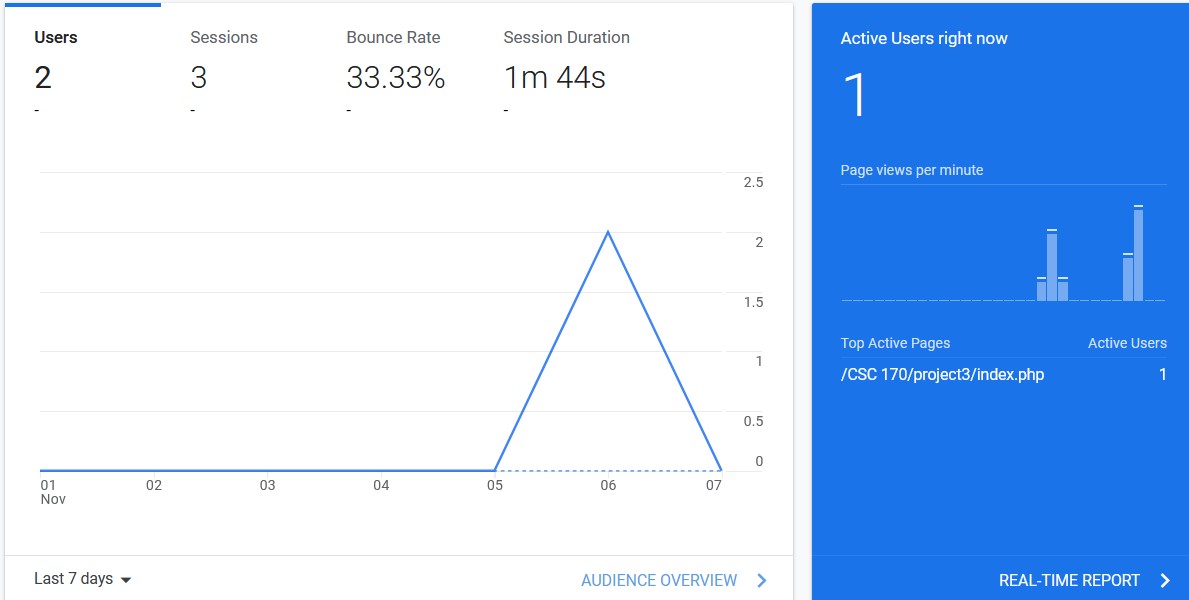 Users Sessions Bounce Rate Session Duration
2 3 33.33% 1m 44s
- - - -
2.5
2
1.5
1
0.5
0
01 02 03 04 05 06 07
Nov
Last 7 days AUDIENCE OVERVIEW
Active Users right now
1
Page views per minute
Top Active Pages Active Users
/CSC 170/project3/index.php 1
REAL-TIME REPORT